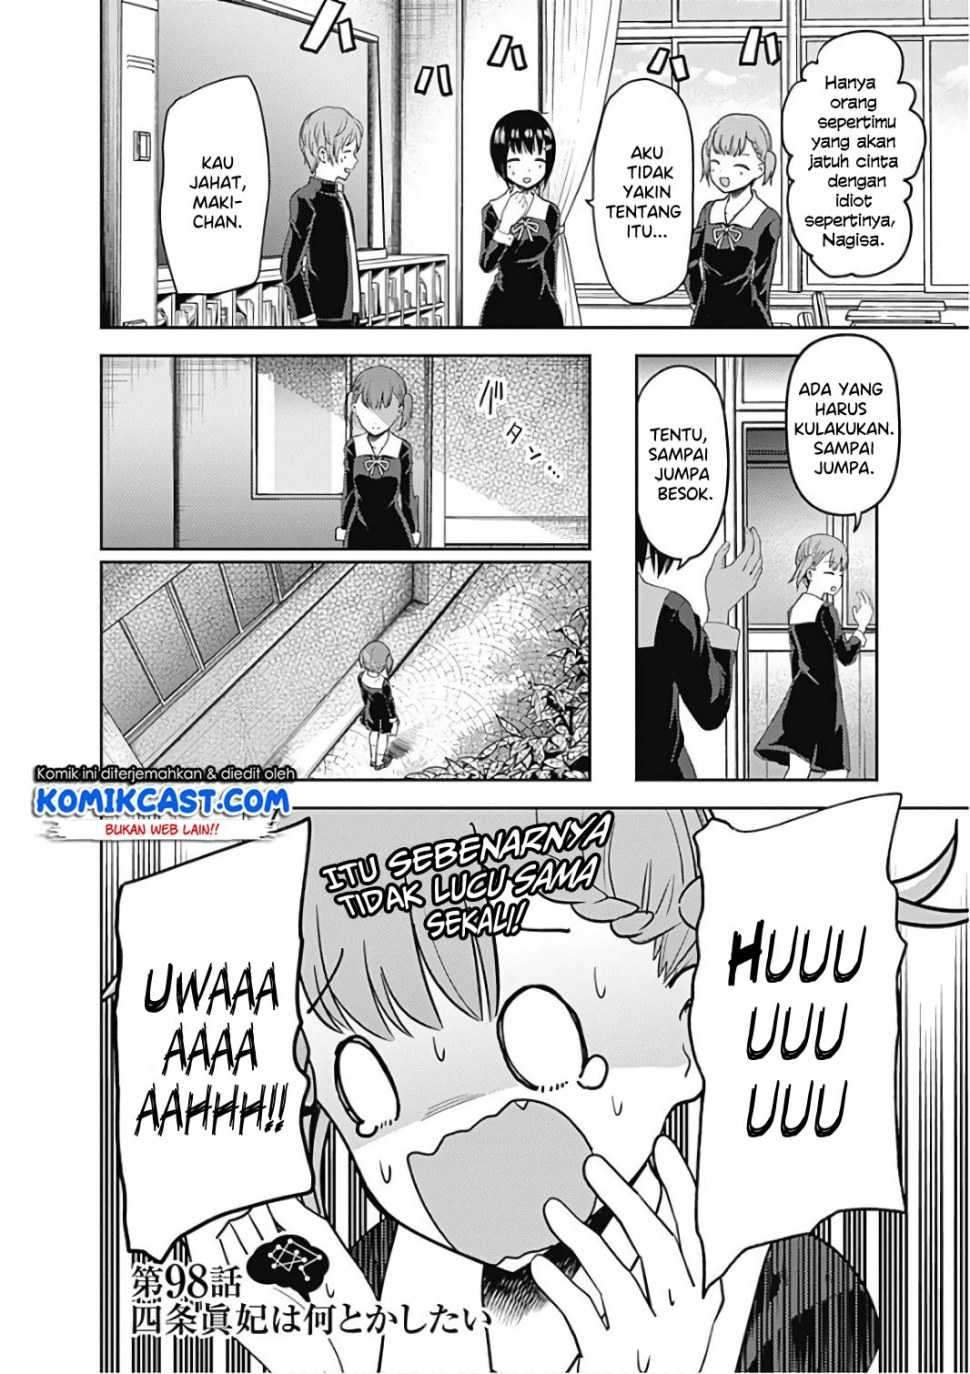 Hanya
orang
sepertimu
yang akan
jatuh cinta
dengan
idiot
sepertinya,
Nagisa.
AKU
TIDAK
YAKIN
TENTANG
ITU...
KAU
JAHAT,
MAKI-
CHAN.
ハハハハ
ADA YANG
HARUS
KULAKUKAN.
SAMPAI
JUMPA.
TENTU,
SAMPAI
JUMPA
BESOK.
タン
Komik ini diterjemahkan & diedit oleh
KOMIKCAST.COM
BUKAN WEB LAIN!!
ITU SEBENARNYA
TIDAK LUCU SAMA
SEKALI!!
HUUU
UUU
UUU
UWAAA
AAAA
AAHHH!!
第98話
四条眞妃は何とかしたい